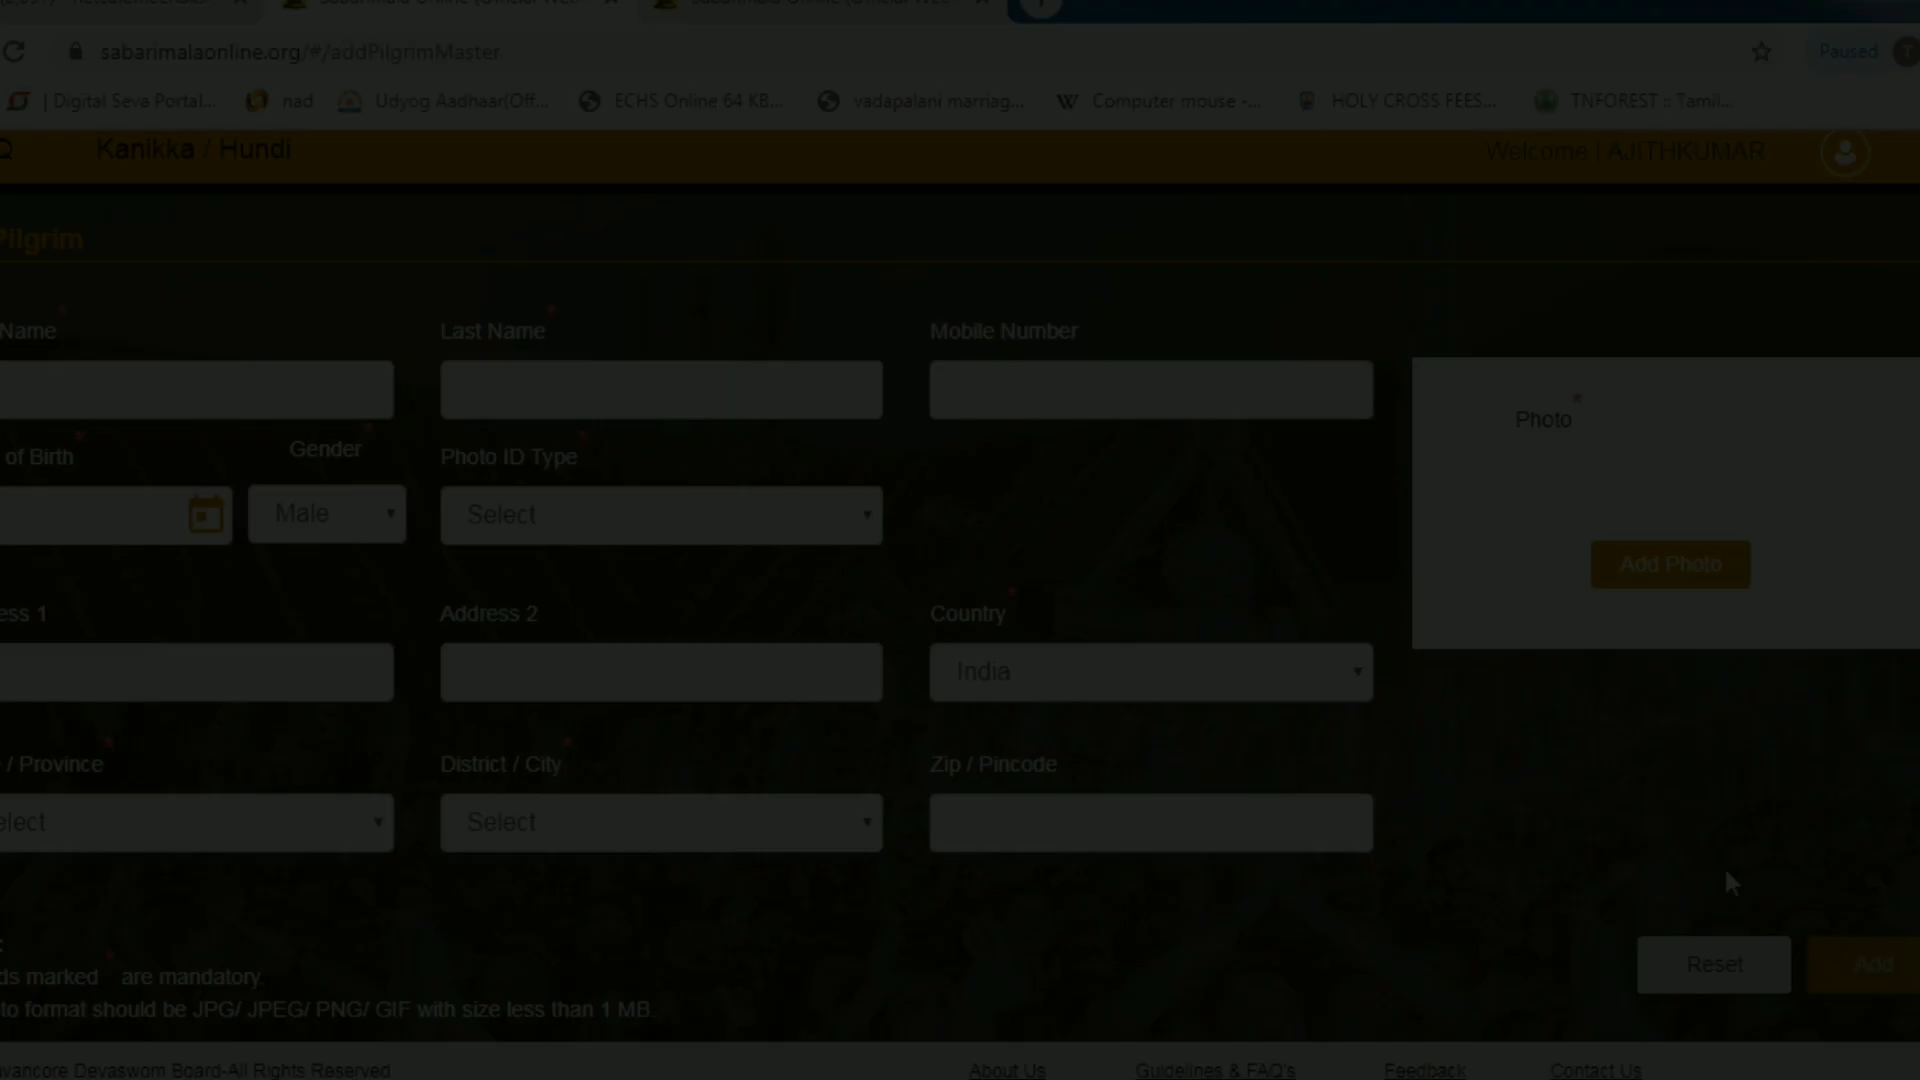 sabarimalaonline.org/#/addPilgrimMaster
Paused T
| Digital Seva Portal... nad Udyog Aadhaar(Off... ECHS Online 64 KB... vadapalani marriag... Computer mouse -... HOLY CROSS FEES... TNFOREST :: Tamil...
Kanikka / Hundi Welcome | AJITHKUMAR
Pilgrim
Name * Last Name * Mobile Number
Photo *
of Birth * Gender * Photo ID Type *
Male Select
Add Photo
ess 1 Address 2 Country *
India
/ Province * District / City * Zip / Pincode
elect Select
Reset Add
ds marked * are mandatory.
to format should be JPG/ JPEG/ PNG/ GIF with size less than 1 MB.
avancore Devaswom Board-All Rights Reserved About Us Guidelines & FAQ's Feedback Contact Us